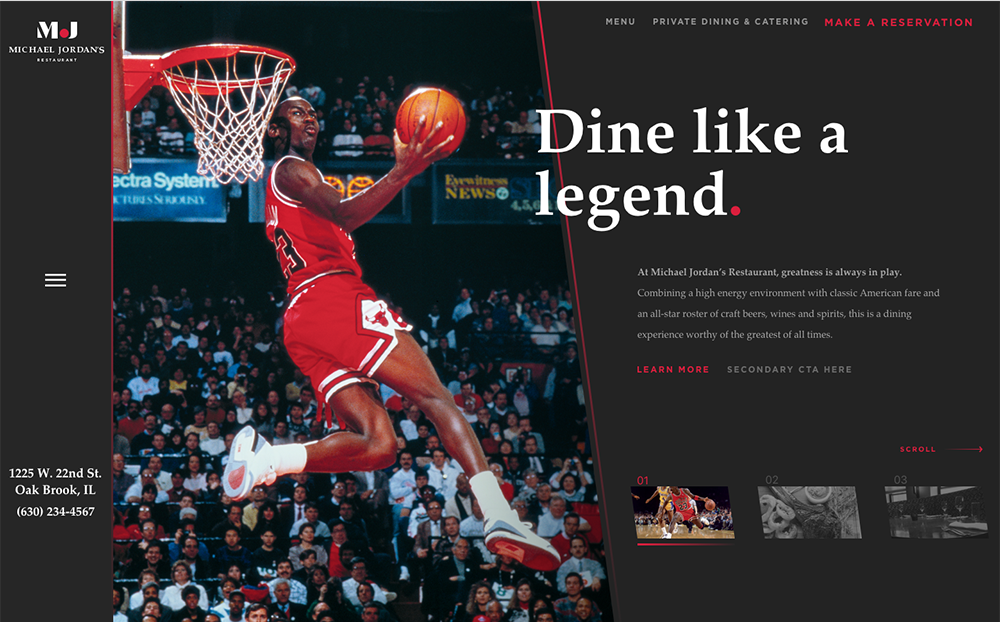 M.J
MICHAEL JORDAN'S
RESTAURANT
MENU PRIVATE DINING & CATERING MAKE A RESERVATION
Dine like a
legend.
ectra System
CTURES SERIOUSLY.
Eyewitness
NEWS
At Michael Jordan's Restaurant, greatness is always in play.
Combining a high energy environment with classic American fare and
an all-star roster of craft beers, wines and spirits, this is a dining
experience worthy of the greatest of all times.
LEARN MORE SECONDARY CTA HERE
SCROLL
01 02 03
1225 W. 22nd St.
Oak Brook, IL
(630) 234-4567
23